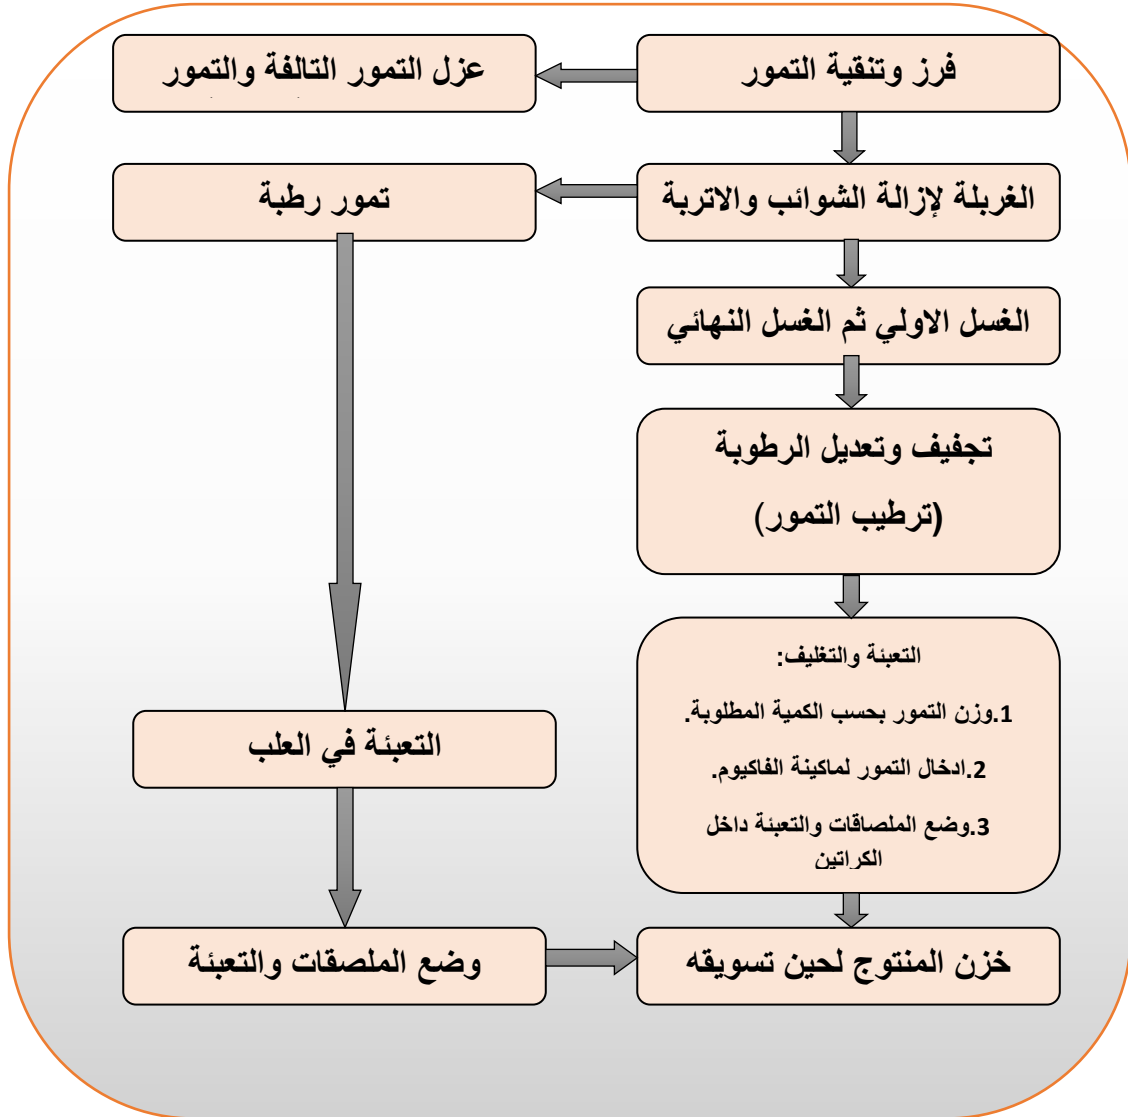 فرز وتنقية التمور
عزل التمور التالفة والتمور
الغربلة لإزالة الشوائب والاتربة
تمور رطبة
الغسل الاولي ثم الغسل النهائي
تجفيف وتعديل الرطوبة
(ترطيب التمور)
التعبئة والتغليف:
1.وزن التمور بحسب الكمية المطلوبة.
2.ادخال التمور لماكينة الفاكيوم.
3.وضع الملصاقات والتعبئة داخل
الكراتين
التعبئة في العلب
خزن المنتوج لحين تسويقه
وضع الملصقات والتعبئة